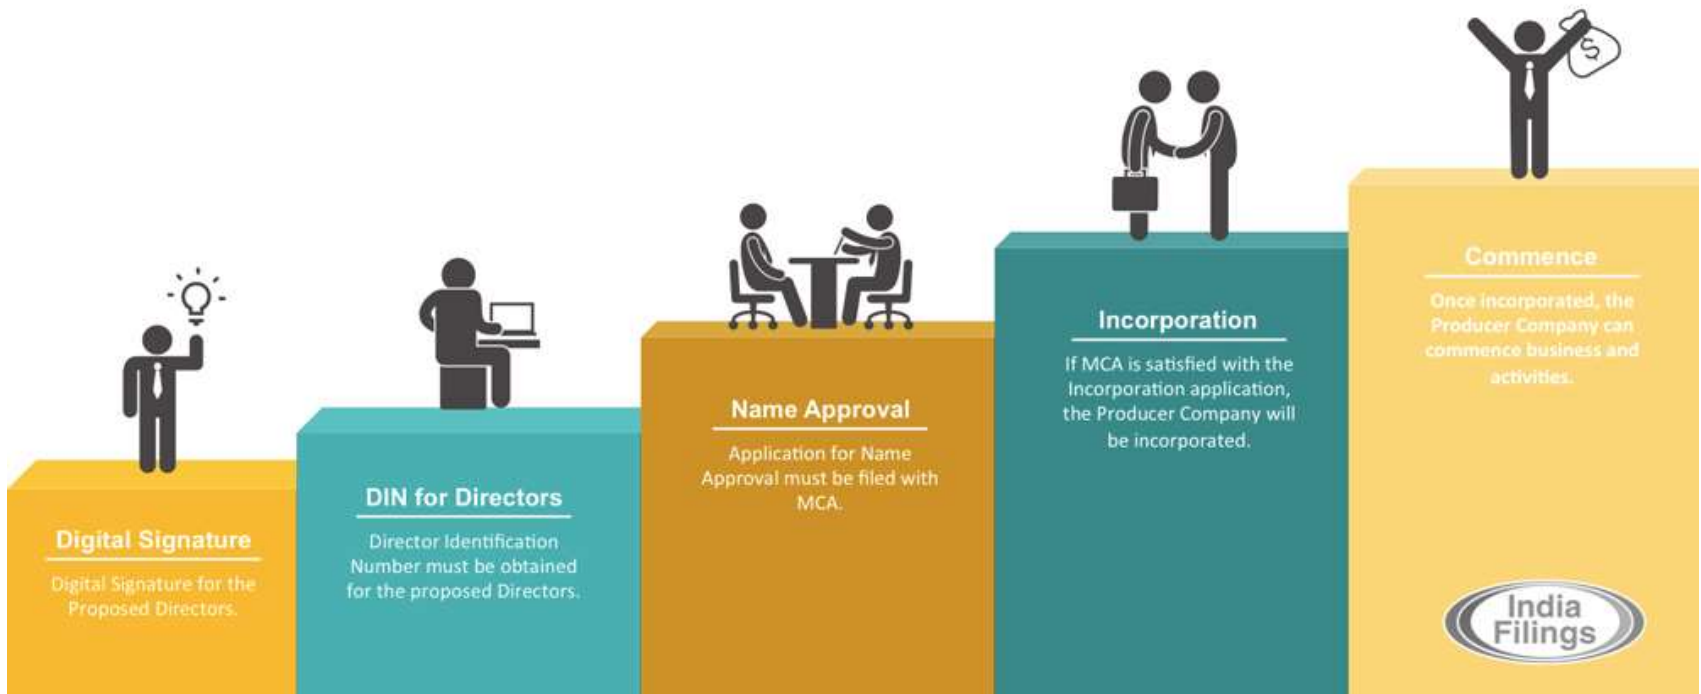 Digital Signature
Digital Signature for the
Proposed Directors.
DIN for Directors
Director Identification
Number must be obtained
for the proposed Directors.
Name Approval
Application for Name
Approval must be filed with
MCA.
Incorporation
If MCA is satisfied with the
Incorporation application,
the Producer Company will
be incorporated.
$
Commence
Once incorporated, the
Producer Company can
commence business and
activities.
India
Filings